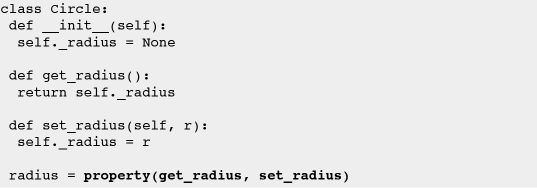 class Circle:
 def __init__(self):
  self._radius = None

 def get_radius():
  return self._radius

 def set_radius(self, r):
  self._radius = r

 radius = property(get_radius, set_radius)